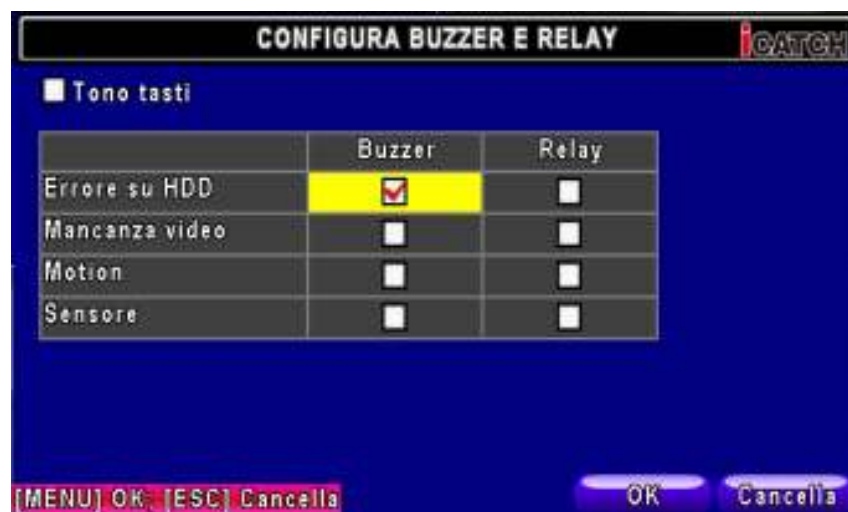 CONFIGURA BUZZER E RELAY iCATCH
Tono tasti
Buzzer Relay
Errore su HDD
Mancanza video
Motion
Sensore
[MENU] OK, [ESC] Cancella OK Cancella